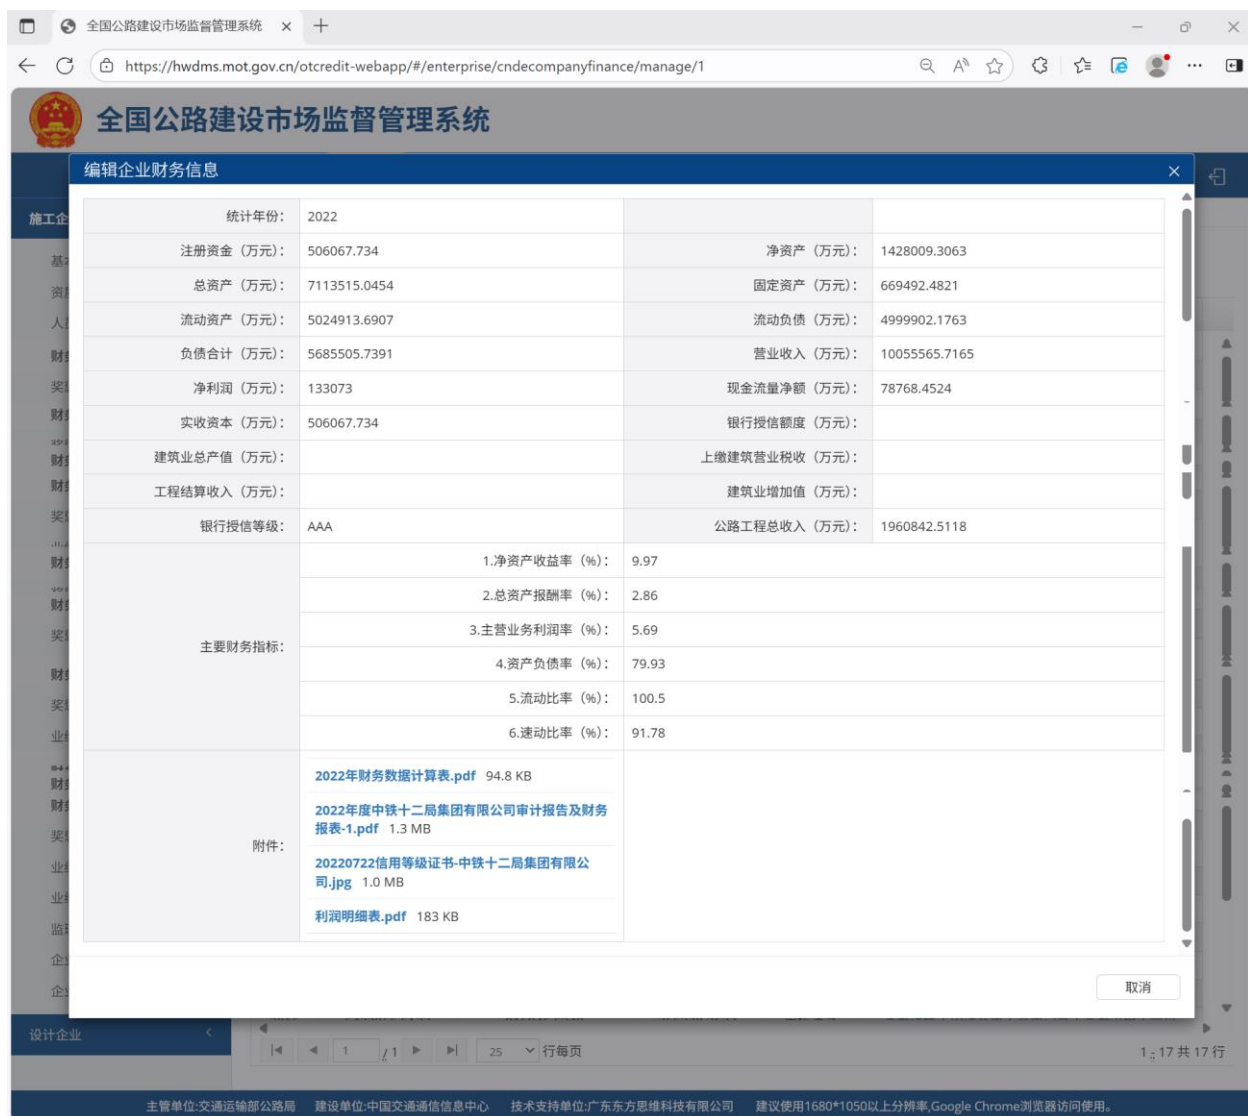 全国公路建设市场监督管理系统
https://hwdms.mot.gov.cn/otcredit-webapp/#/enterprise/cndecompanyfinance/manage/1
全国公路建设市场监督管理系统
编辑企业财务信息
施工企
统计年份： 2022
注册资金（万元）： 506067.734 净资产（万元）： 1428009.3063
总资产（万元）： 7113515.0454 固定资产（万元）： 669492.4821
流动资产（万元）： 5024913.6907 流动负债（万元）： 4999902.1763
负债合计（万元）： 5685505.7391 营业收入（万元）： 10055565.7165
净利润（万元）： 133073 现金流量净额（万元）： 78768.4524
实收资本（万元）： 506067.734 银行授信额度（万元）：
建筑业总产值（万元）： 上缴建筑营业税收（万元）：
工程结算收入（万元）： 建筑业增加值（万元）：
银行授信等级： AAA 公路工程总收入（万元）： 1960842.5118
主要财务指标：
1.净资产收益率（%）： 9.97
2.总资产报酬率（%）： 2.86
3.主营业务利润率（%）： 5.69
4.资产负债率（%）： 79.93
5.流动比率（%）： 100.5
6.速动比率（%）： 91.78
附件：
2022年财务数据计算表.pdf 94.8 KB
2022年度中铁十二局集团有限公司审计报告及财务
报表-1.pdf 1.3 MB
20220722信用等级证书-中铁十二局集团有限公
司.jpg 1.0 MB
利润明细表.pdf 183 KB
取消
设计企业
1 / 1 25 行每页 1 - 17 共 17 行
主管单位:交通运输部公路局 建设单位:中国交通通信信息中心 技术支持单位:广东东方思维科技有限公司 建议使用1680*1050以上分辨率,Google Chrome浏览器访问使用。